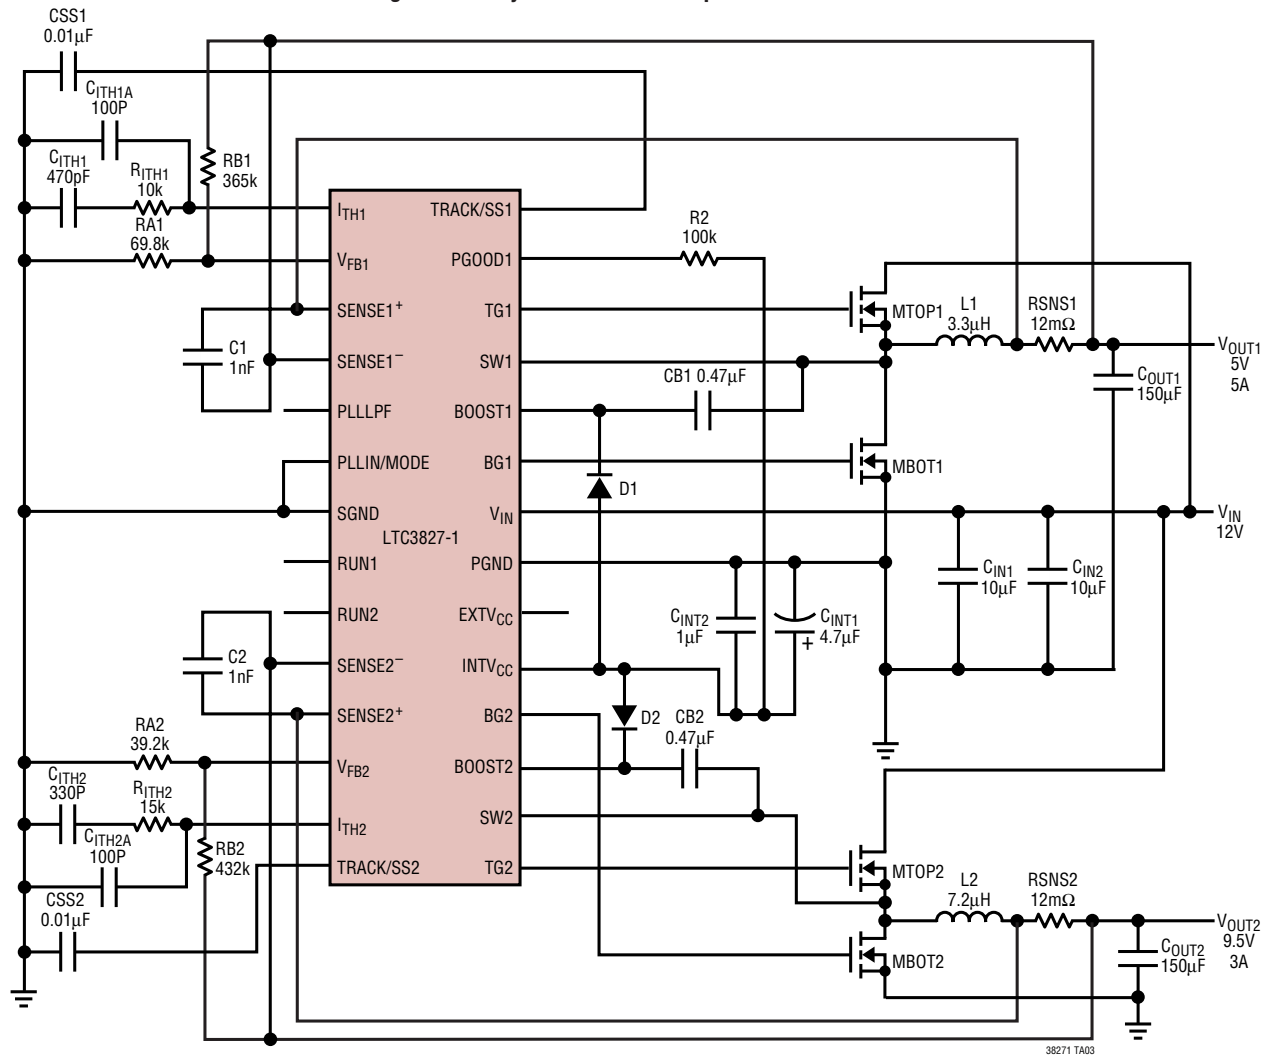 CSS1
0.01µF
CITH1A
100P
CITH1
470pF
RITH1
10k
RB1
365k
RA1
69.8k
ITH1
TRACK/SS1
R2
100k
VFB1
PGOOD1
SENSE1+
TG1
MTOP1
L1
3.3µH
RSNS1
12mΩ
C1
1nF
SENSE1–
SW1
VOUT1
5V
5A
CB1 0.47µF
COUT1
150µF
PLLLPF
BOOST1
PLLIN/MODE
BG1
MBOT1
D1
SGND
VIN
VIN
12V
LTC3827-1
RUN1
PGND
CIN1
10µF
CIN2
10µF
RUN2
EXTVCC
CINT2
1µF
CINT1
4.7µF
+
C2
1nF
SENSE2–
INTVCC
SENSE2+
BG2
D2
CB2
0.47µF
RA2
39.2k
VFB2
BOOST2
CITH2
330P
RITH2
15k
ITH2
SW2
CITH2A
100P
RB2
432k
TRACK/SS2
TG2
MTOP2
L2
7.2µH
RSNS2
12mΩ
CSS2
0.01µF
VOUT2
9.5V
3A
MBOT2
COUT2
150µF
38271 TA03